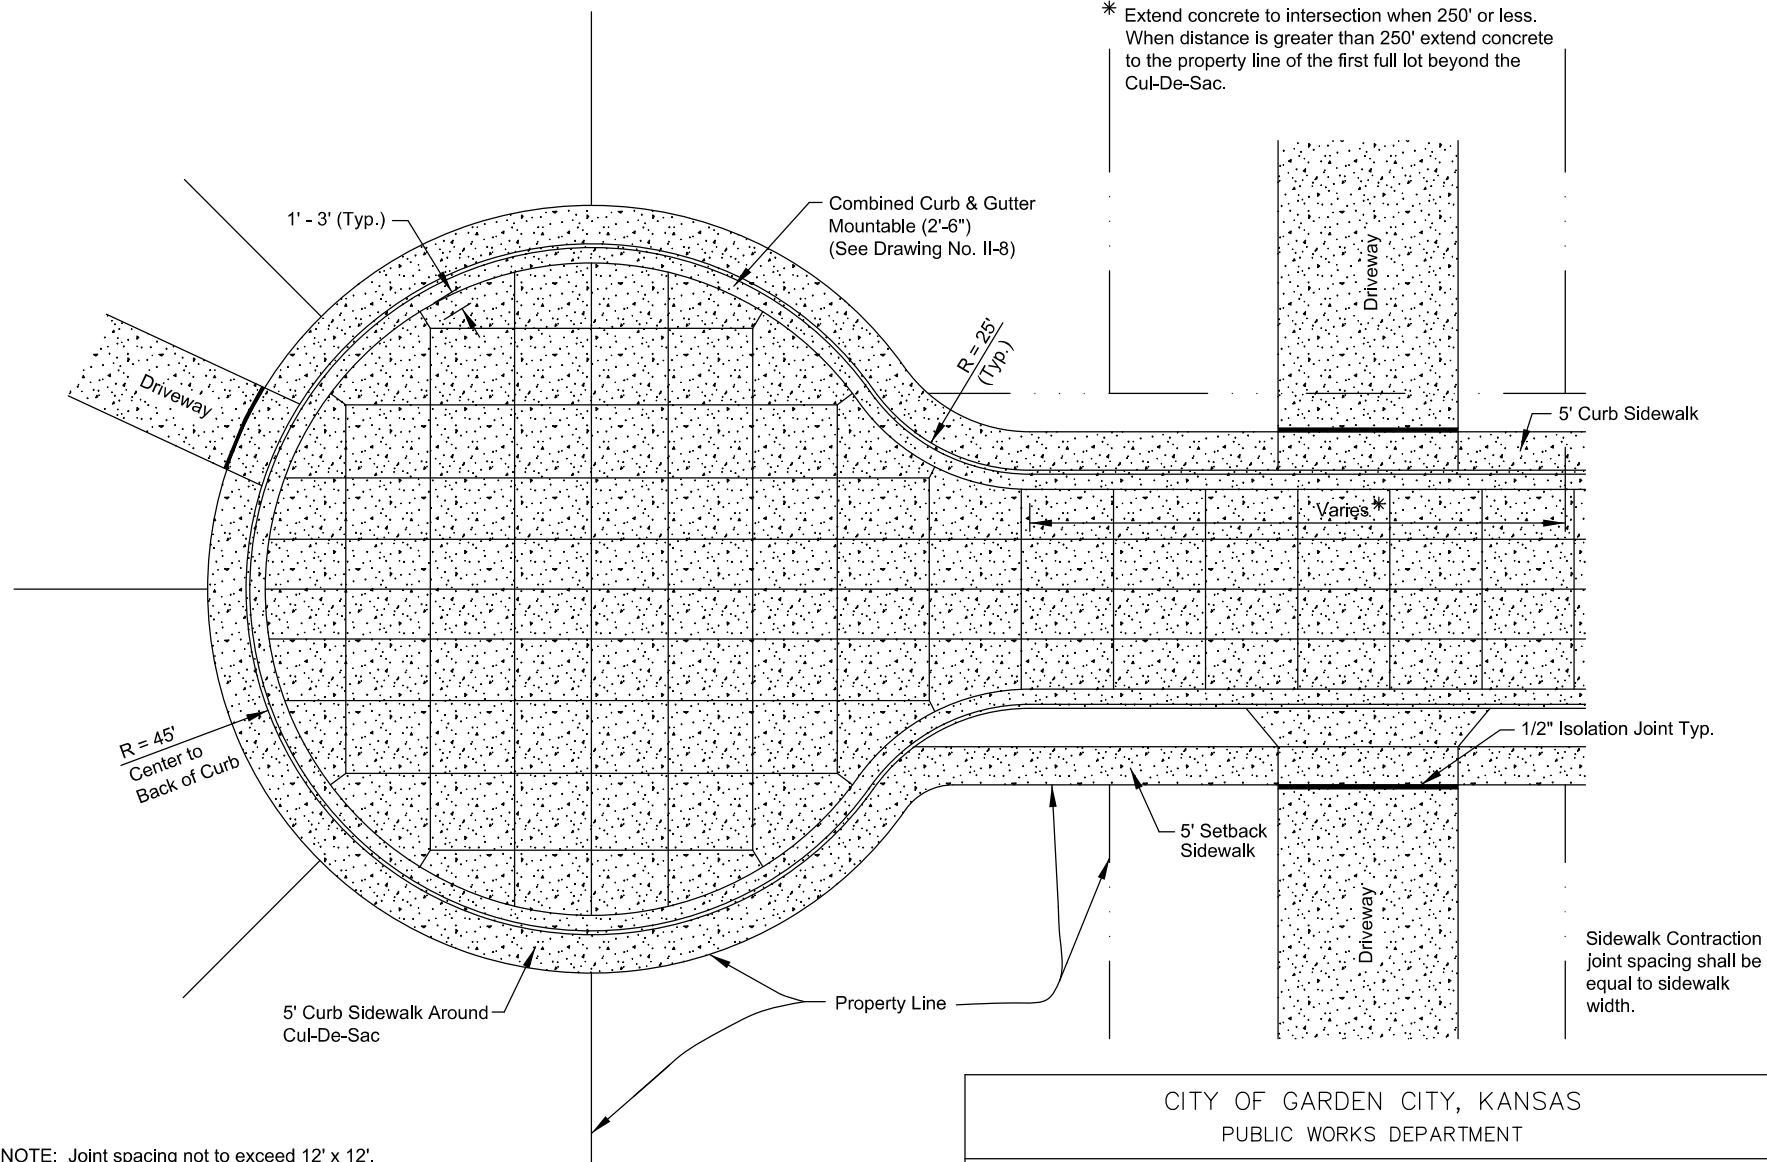 * Extend concrete to intersection when 250' or less.
When distance is greater than 250' extend concrete
to the property line of the first full lot beyond the
Cul-De-Sac.
1' - 3' (Typ.)
Combined Curb & Gutter
Mountable (2'-6")
(See Drawing No. II-8)
Driveway
R = 25'
(Typ.)
Driveway
5' Curb Sidewalk
Varies *
R = 45'
Center to
Back of Curb
1/2" Isolation Joint Typ.
5' Setback
Sidewalk
Driveway
Sidewalk Contraction
joint spacing shall be
equal to sidewalk
width.
5' Curb Sidewalk Around
Cul-De-Sac
Property Line
CITY OF GARDEN CITY, KANSAS
PUBLIC WORKS DEPARTMENT
NOTE: Joint spacing not to exceed 12' x 12'.